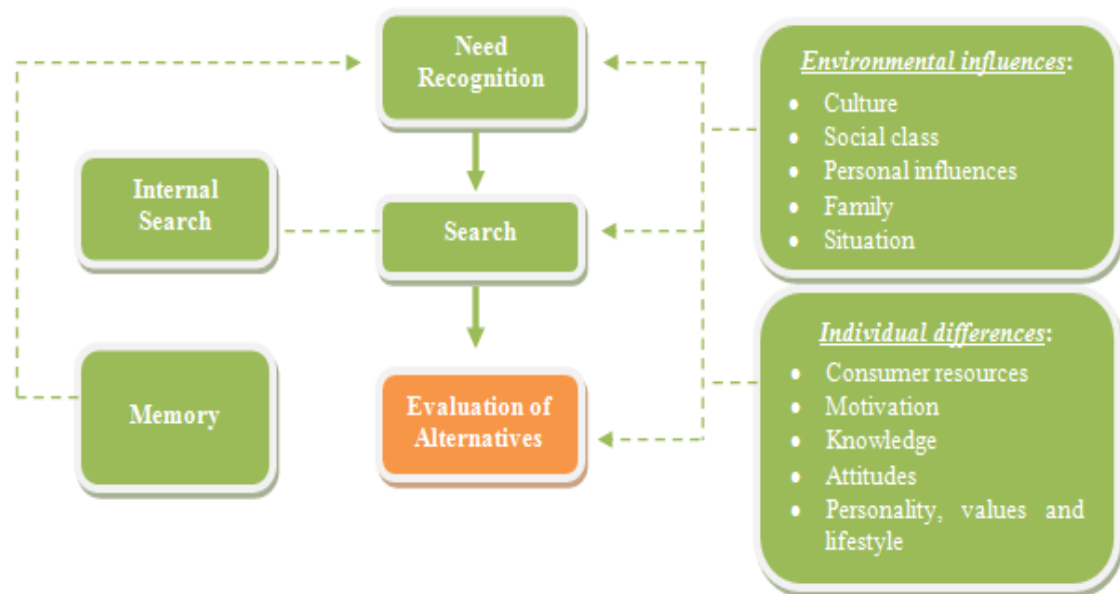 Need
Recognition
Internal
Search
Search
Memory
Evaluation of
Alternatives
Environmental influences:
• Culture
• Social class
• Personal influences
• Family
• Situation
Individual differences:
• Consumer resources
• Motivation
• Knowledge
• Attitudes
• Personality, values and
lifestyle